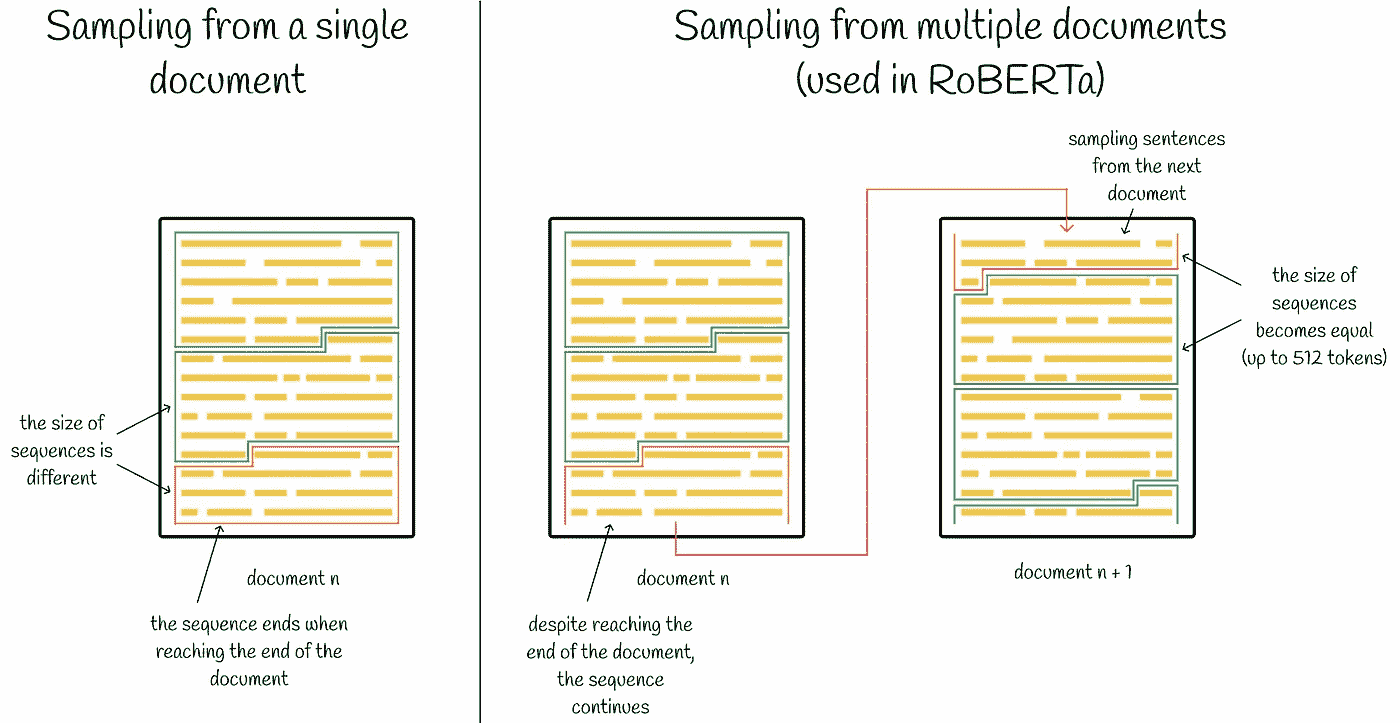 Sampling from a single
document
the size of
sequences is
different
document n
the sequence ends when
reaching the end of the
document
Sampling from multiple documents
(used in RoBERTa)
sampling sentences
from the next
document
the size of
sequences
becomes equal
(up to 512 tokens)
document n
document n + 1
despite reaching the
end of the document,
the sequence
continues